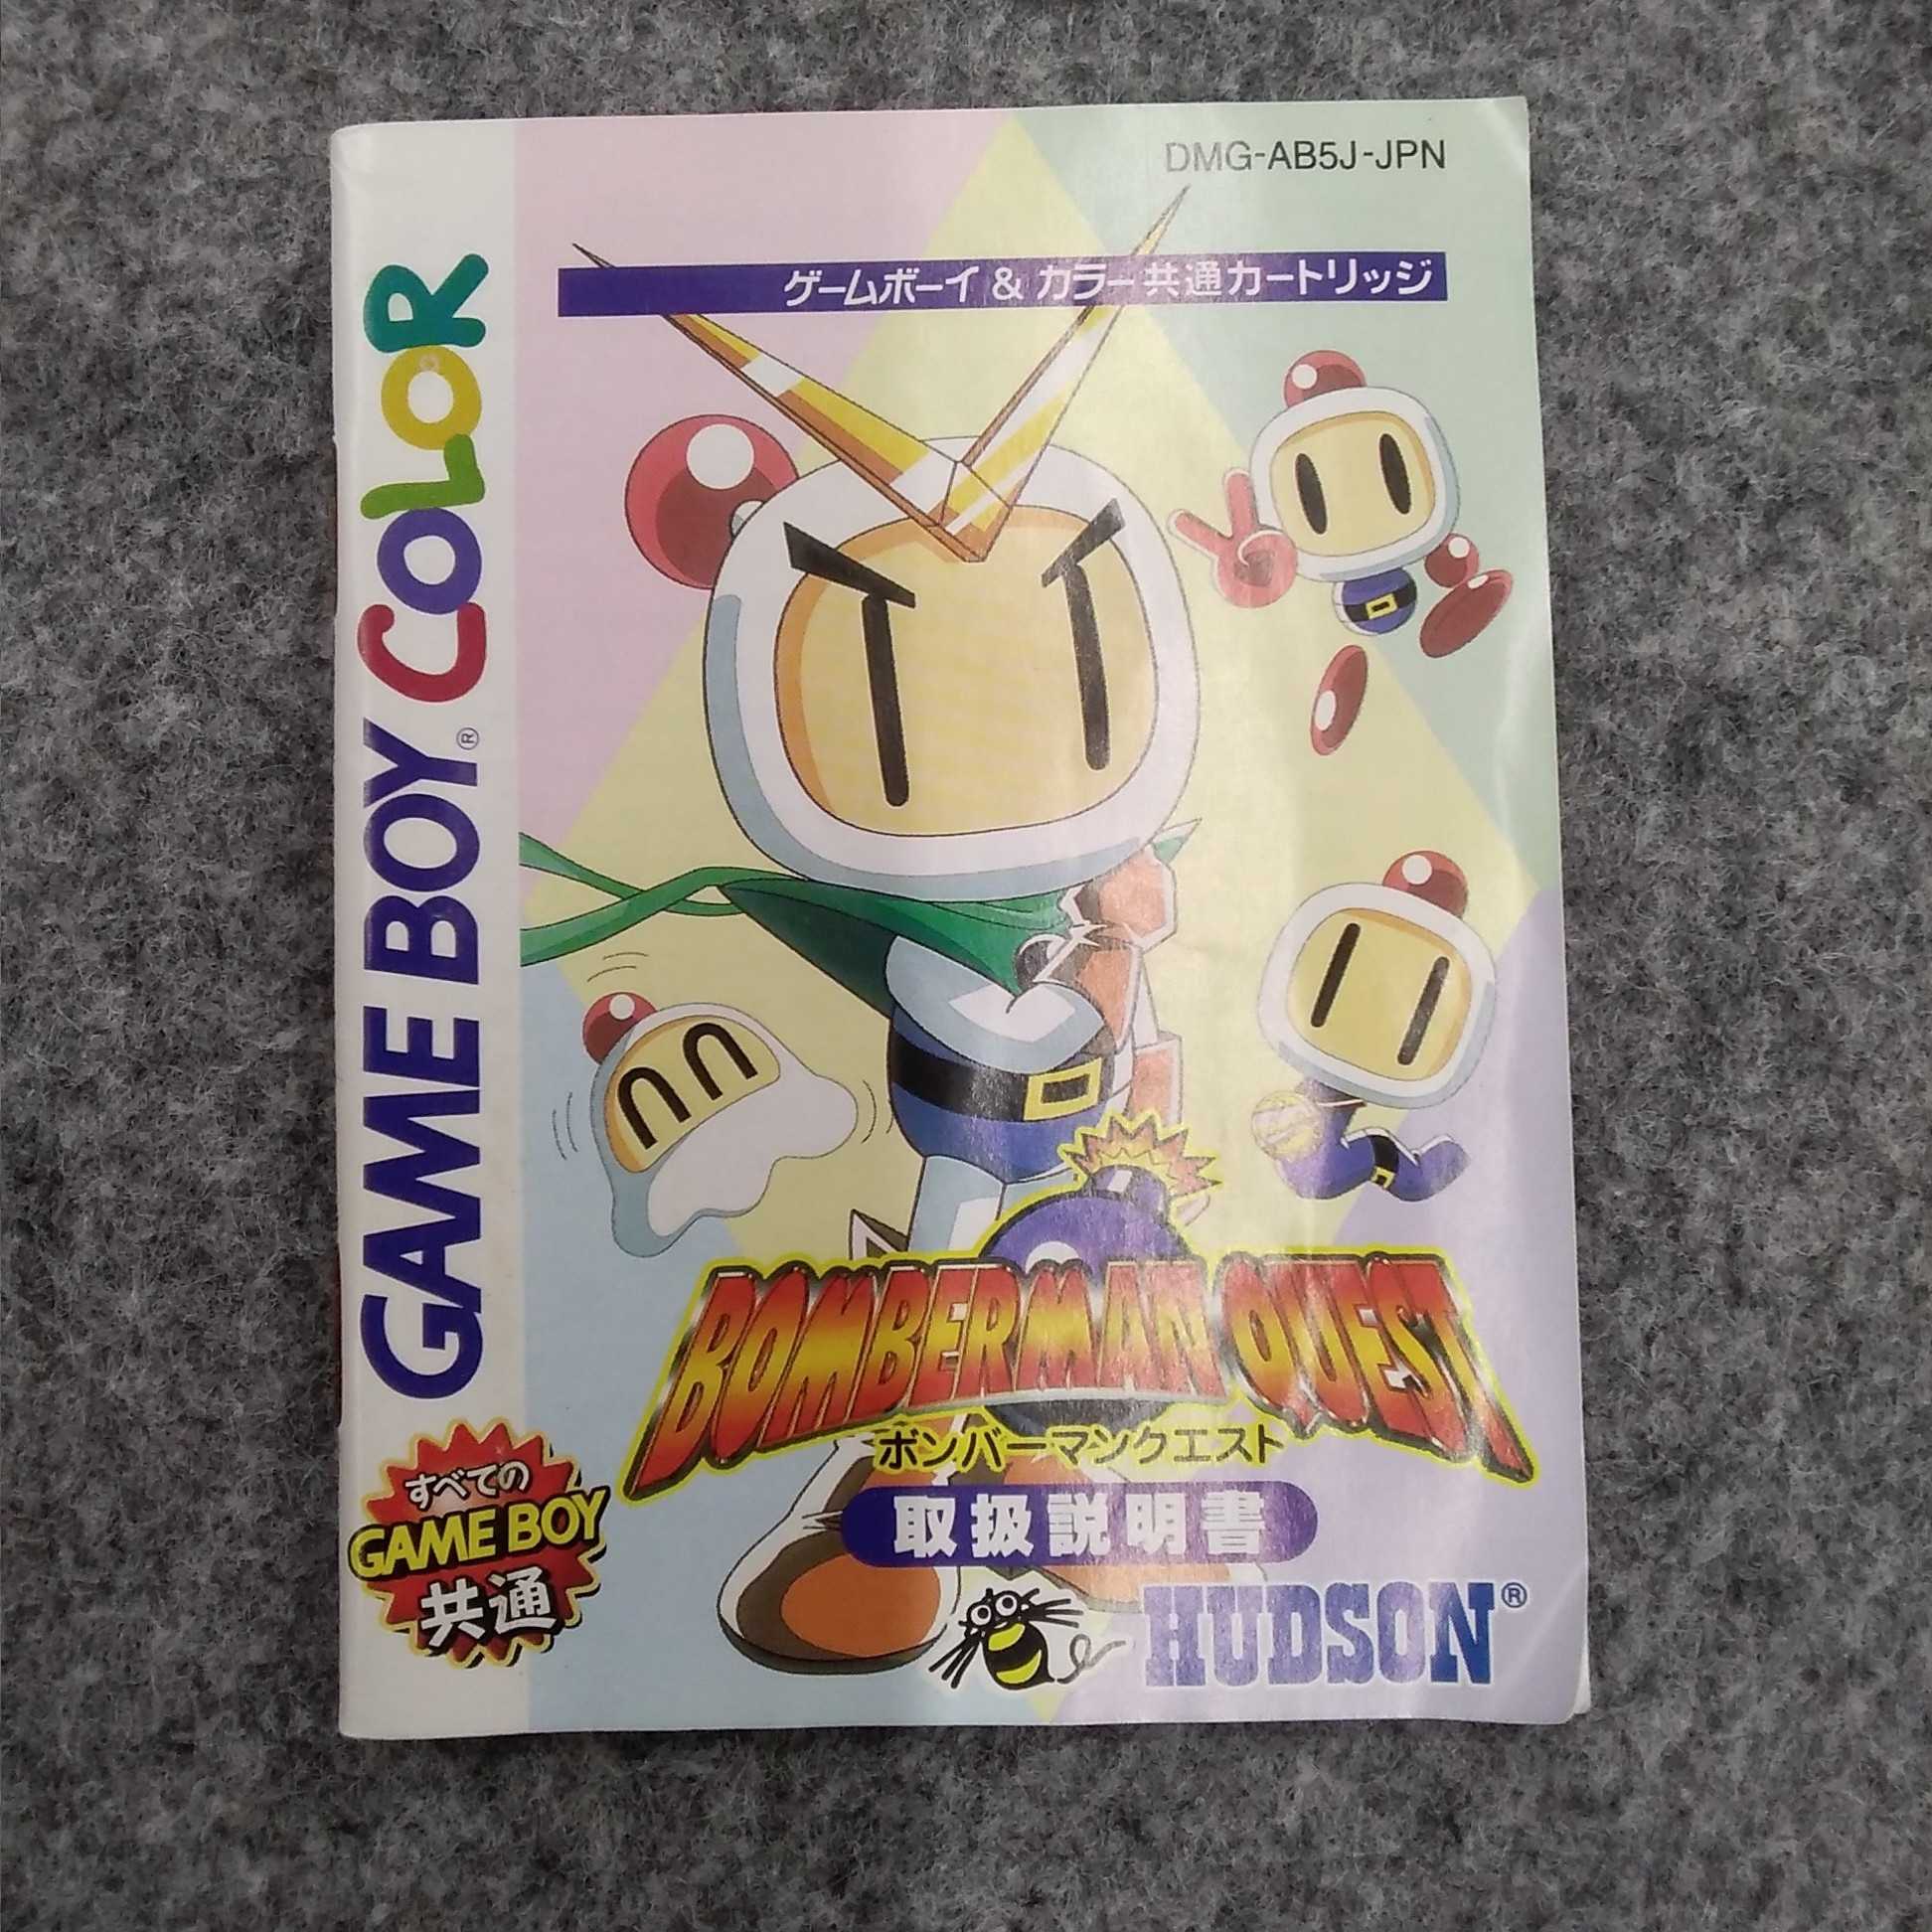 DMG-AB5J-JPN
ゲームボーイ & カラー共通カートリッジ
GAME BOY® COLOR
BOMBERMAN QUEST
ボンバーマンクエスト
取扱説明書
すべての
GAME BOY
共通
HUDSON®